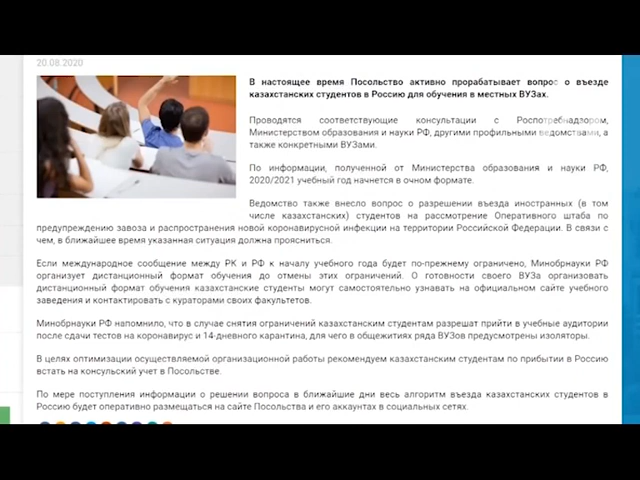 20.08.2020
В настоящее время Посольство активно прорабатывает вопрос о въезде
казахстанских студентов в Россию для обучения в местных ВУЗах.
Проводятся соответствующие консультации с Роспотребнадзором,
Министерством образования и науки РФ, другими профильными ведомствами, а
также конкретными ВУЗами.
По информации, полученной от Министерства образования и науки РФ,
2020/2021 учебный год начнется в очном формате.
Ведомство также внесло вопрос о разрешении въезда иностранных (в том
числе казахстанских) студентов на рассмотрение Оперативного штаба по
предупреждению завоза и распространения новой коронавирусной инфекции на территории Российской Федерации. В связи с
чем, в ближайшее время указанная ситуация должна проясниться.
Если международное сообщение между РК и РФ к началу учебного года будет по-прежнему ограничено, Минобрнауки РФ
организует дистанционный формат обучения до отмены этих ограничений. О готовности своего ВУЗа организовать
дистанционный формат обучения казахстанские студенты могут самостоятельно узнавать на официальном сайте учебного
заведения и контактировать с кураторами своих факультетов.
Минобрнауки РФ напомнило, что в случае снятия ограничений казахстанским студентам разрешат прийти в учебные аудитории
после сдачи тестов на коронавирус и 14-дневного карантина, для чего в общежитиях ряда ВУЗов предусмотрены изоляторы.
В целях оптимизации осуществляемой организационной работы рекомендуем казахстанским студентам по прибытии в Россию
встать на консульский учет в Посольстве.
По мере поступления информации о решении вопроса в ближайшие дни весь алгоритм въезда казахстанских студентов в
Россию будет оперативно размещаться на сайте Посольства и его аккаунтах в социальных сетях.